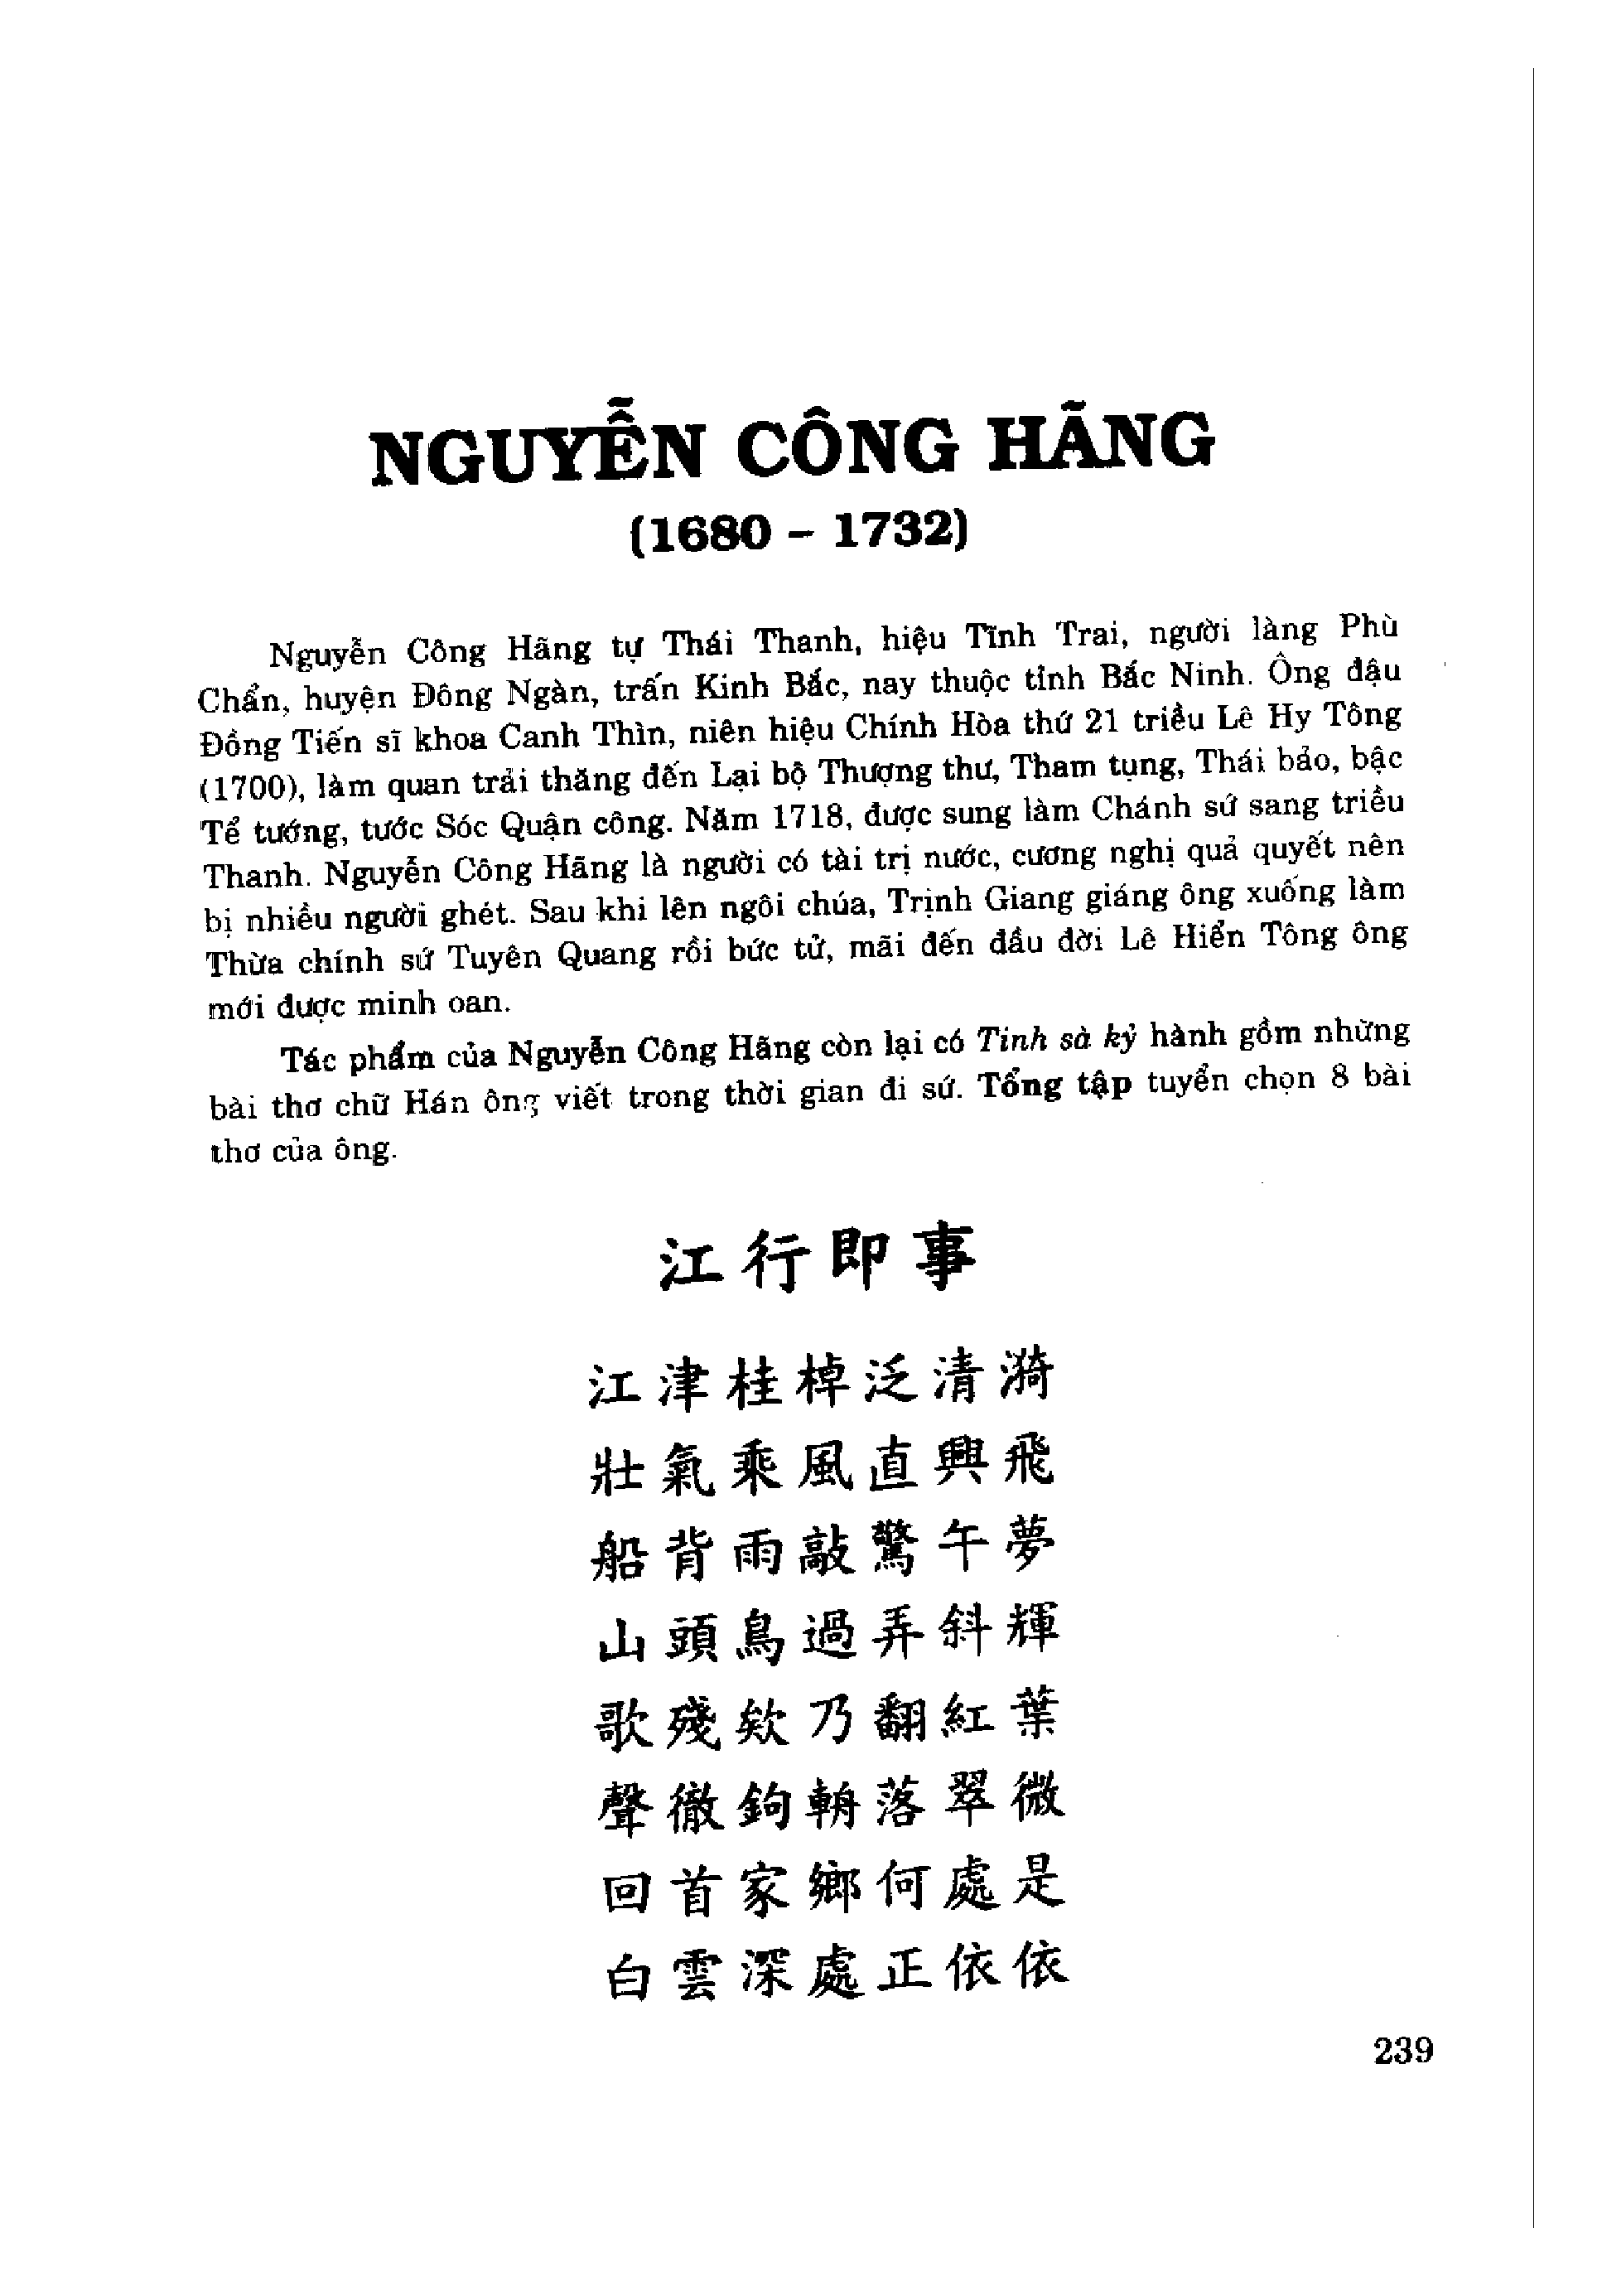 NGUYỄN CÔNG HÃNG
(1680 – 1732)
Nguyễn Công Hãng tự Thái Thanh, hiệu Tĩnh Trai, người làng Phù
Chẩn, huyện Đông Ngàn, trấn Kinh Bắc, nay thuộc tỉnh Bắc Ninh. Ông đậu
Đồng Tiến sĩ khoa Canh Thìn, niên hiệu Chính Hòa thứ 21 triều Lê Hy Tông
(1700), làm quan trải thăng đến Lại bộ Thượng thư, Tham tụng, Thái bảo, bậc
Tể tướng, tước Sóc Quận công. Năm 1718, được sung làm Chánh sứ sang triều
Thanh. Nguyễn Công Hãng là người có tài trị nước, cương nghị quả quyết nên
bị nhiều người ghét. Sau khi lên ngôi chúa, Trịnh Giang giáng ông xuống làm
Thừa chính sứ Tuyên Quang rồi bức tử, mãi đến đầu đời Lê Hiển Tông ông
mới được minh oan.
Tác phẩm của Nguyễn Công Hãng còn lại có Tinh sà kỷ hành gồm những
bài thơ chữ Hán ông viết trong thời gian đi sứ. Tổng tập tuyển chọn 8 bài
thơ của ông.
江行即事
江津桂棹泛清漪
壯氣乘風直興飛
船背雨敲驚午夢
山頭鳥過弄斜輝
歌殘欸乃翻紅葉
聲徹鉤輈落翠微
回首家鄉何處是
白雲深處正依依
239